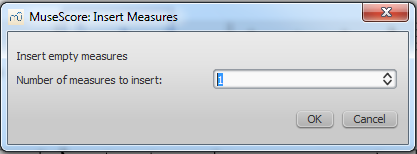 MuseScore: Insert Measures
Insert empty measures
Number of measures to insert: 1
OK Cancel